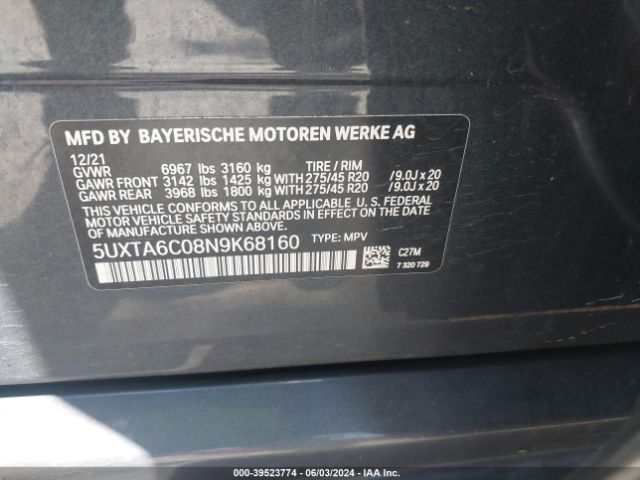 MFD BY BAYERISCHE MOTOREN WERKE AG
12/21
GVWR 6967 lbs 3160 kg TIRE / RIM
GAWR FRONT 3142 lbs 1425 kg WITH 275/45 R20 / 9.0J x 20
GAWR REAR 3968 lbs 1800 kg WITH 275/45 R20 / 9.0J x 20
THIS VEHICLE CONFORMS TO ALL APPLICABLE U. S. FEDERAL
MOTOR VEHICLE SAFETY STANDARDS IN EFFECT ON THE DATE OF
MANUFACTURE SHOWN ABOVE.
5UXTA6C08N9K68160 TYPE: MPV
C27M
7 320 729
000-39523774 - 06/03/2024 - IAA Inc.